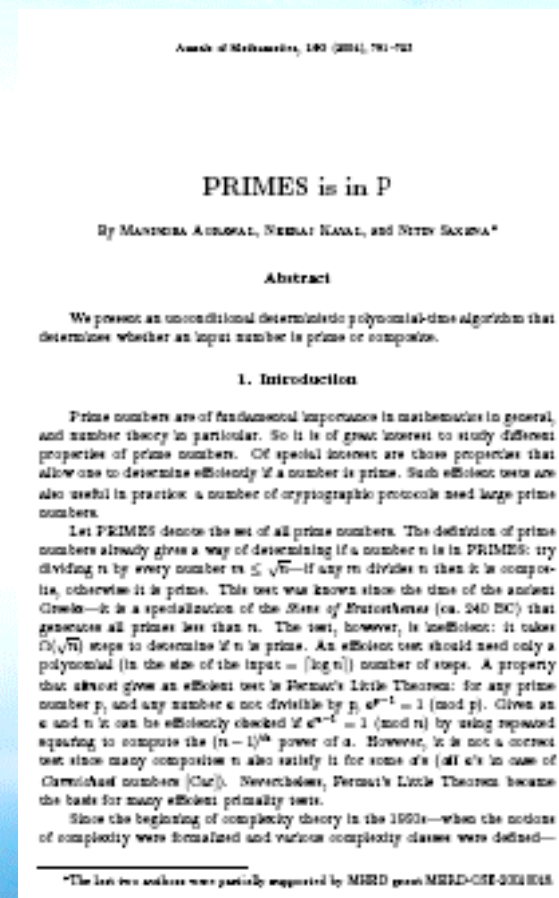 Annals of Mathematics, 160 (2004), 781–793
PRIMES is in P
By Manindra Agrawal, Neeraj Kayal, and Nitin Saxena*
Abstract
We present an unconditional deterministic polynomial-time algorithm that
determines whether an input number is prime or composite.
1. Introduction
Prime numbers are of fundamental importance in mathematics in general,
and number theory in particular. So it is of great interest to study different
properties of prime numbers. Of special interest are those properties that
allow one to determine efficiently if a number is prime. Such efficient tests are
also useful in practice: a number of cryptographic protocols need large prime
numbers.
Let PRIMES denote the set of all prime numbers. The definition of prime
numbers already gives a way of determining if a number n is in PRIMES: try
dividing n by every number m ≤ √n—if any m divides n then it is compos-
ite, otherwise it is prime. This test was known since the time of the ancient
Greeks—it is a specialization of the Sieve of Eratosthenes (ca. 240 BC) that
generates all primes less than n. The test, however, is inefficient: it takes
Ω(√n) steps to determine if n is prime. An efficient test should need only a
polynomial (in the size of the input = ⌈log n⌉) number of steps. A property
that almost gives an efficient test is Fermat's Little Theorem: for any prime
number p, and any number a not divisible by p, a^{p−1} = 1 (mod p). Given an
a and n it can be efficiently checked if a^{n−1} = 1 (mod n) by using repeated
squaring to compute the (n − 1)^{th} power of a. However, it is not a correct
test since many composites n also satisfy it for some a's (all a's in case of
Carmichael numbers [Car]). Nevertheless, Fermat's Little Theorem became
the basis for many efficient primality tests.
Since the beginning of complexity theory in the 1960s—when the notions
of complexity were formalized and various complexity classes were defined—
*The last two authors were partially supported by MHRD grant